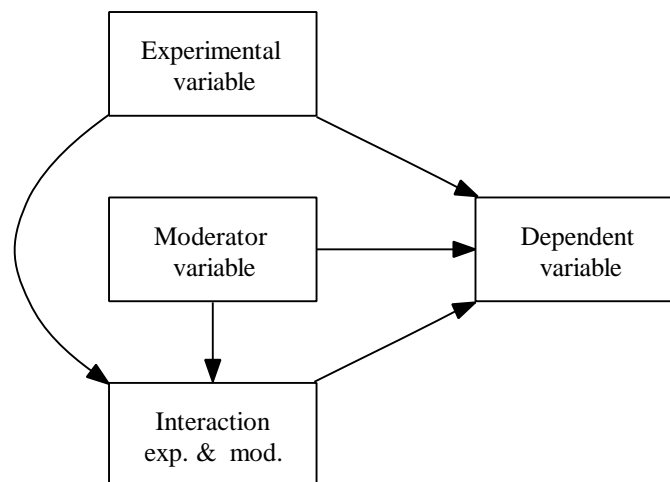 Experimental
variable
Moderator
variable
Dependent
variable
Interaction
exp. & mod.